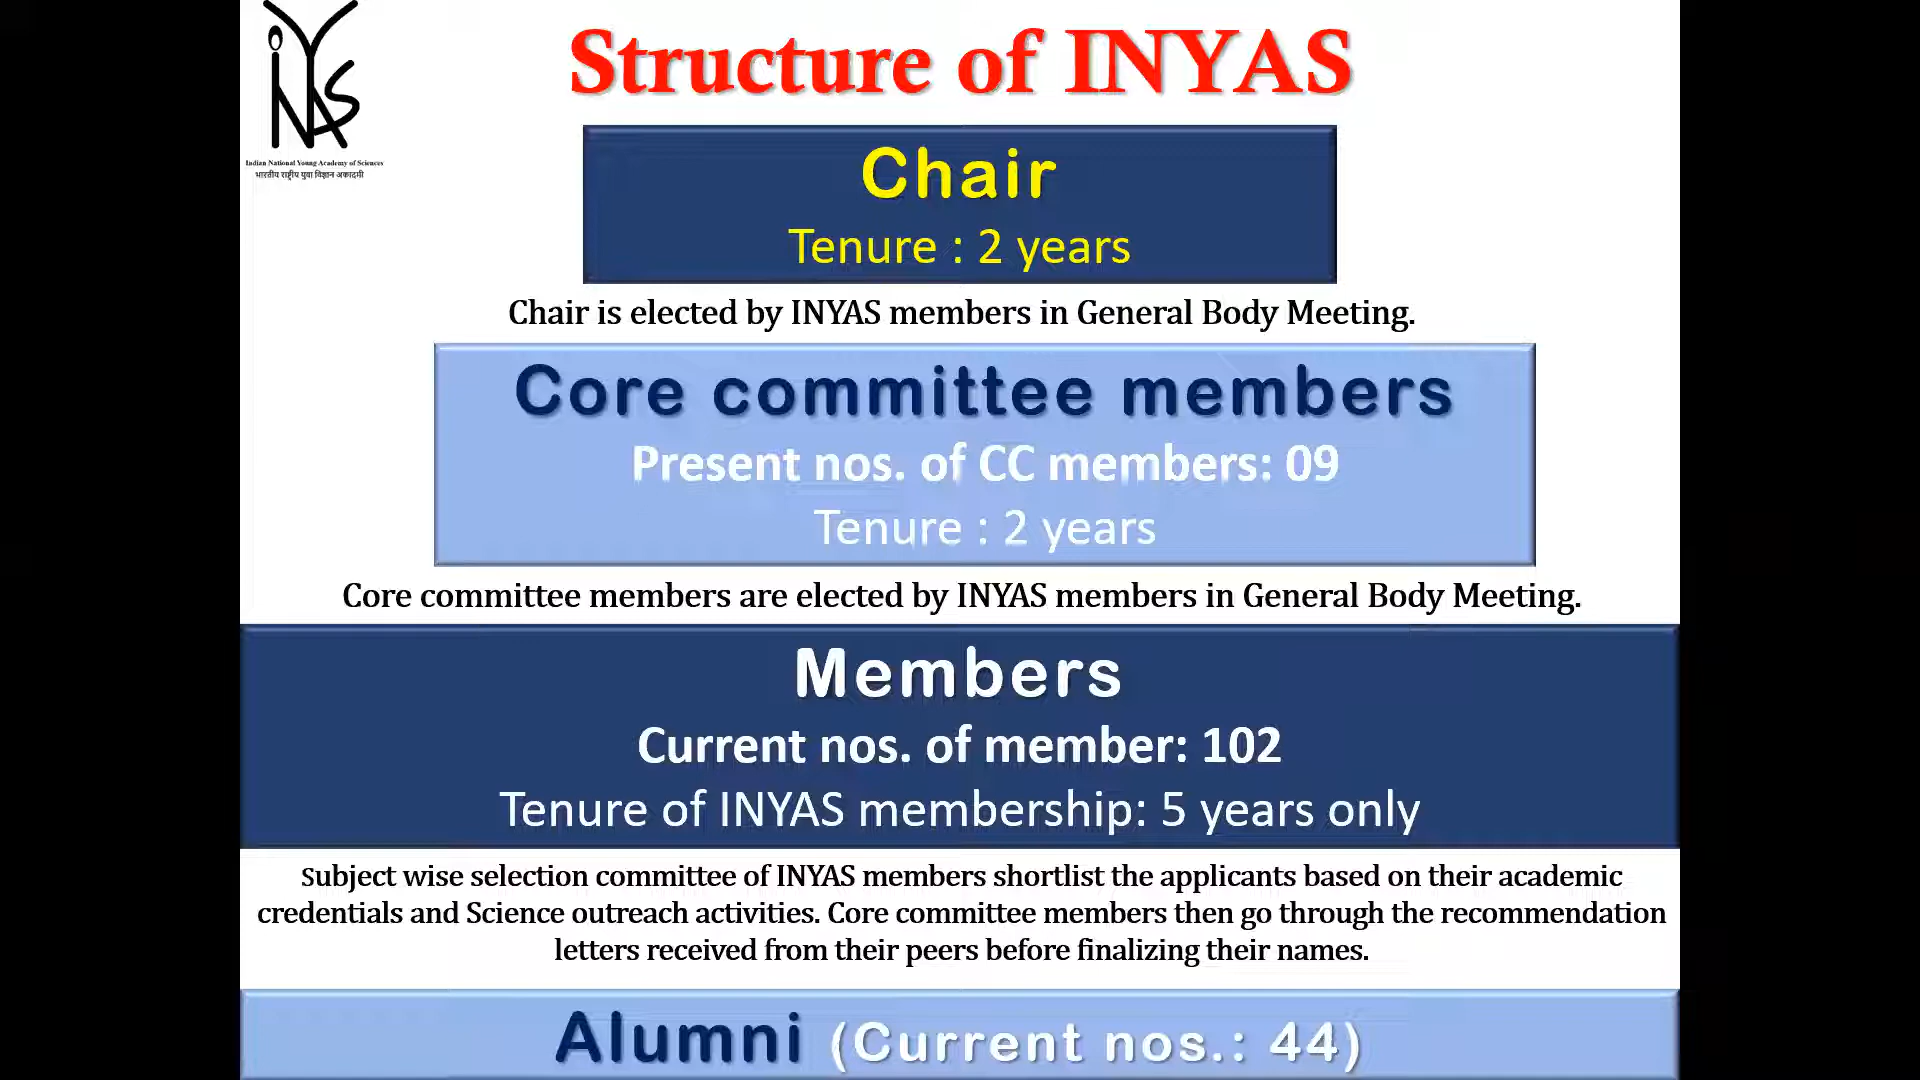 Structure of INYAS
iNYAS
Indian National Young Academy of Sciences
भारतीय राष्ट्रीय युवा विज्ञान अकादमी
Chair
Tenure : 2 years
Chair is elected by INYAS members in General Body Meeting.
Core committee members
Present nos. of CC members: 09
Tenure : 2 years
Core committee members are elected by INYAS members in General Body Meeting.
Members
Current nos. of member: 102
Tenure of INYAS membership: 5 years only
Subject wise selection committee of INYAS members shortlist the applicants based on their academic
credentials and Science outreach activities. Core committee members then go through the recommendation
letters received from their peers before finalizing their names.
Alumni (Current nos.: 44)